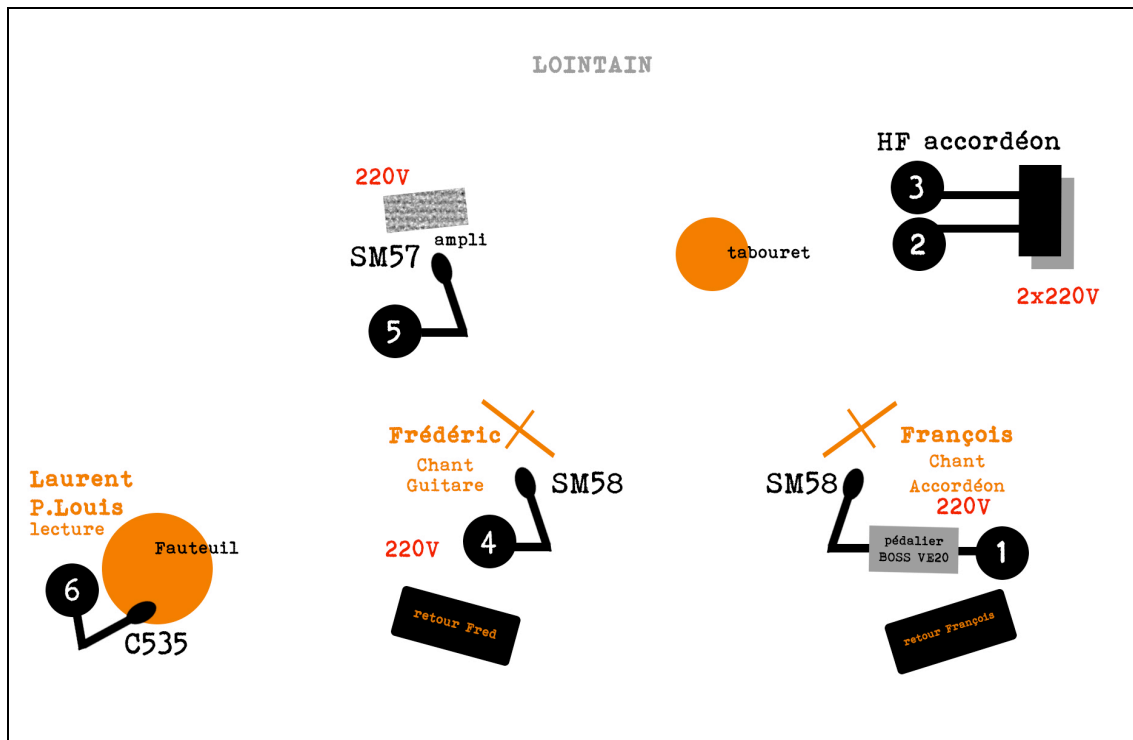 LOINTAIN
HF accordéon
3
2
2x220V
220V
ampli
SM57
5
tabouret
Frédéric
Chant
Guitare
SM58
4
220V
retour Fred
François
Chant
Accordéon
SM58
220V
pédalier
BOSS VE20
1
retour François
Laurent
P.Louis
lecture
Fauteuil
6
C535